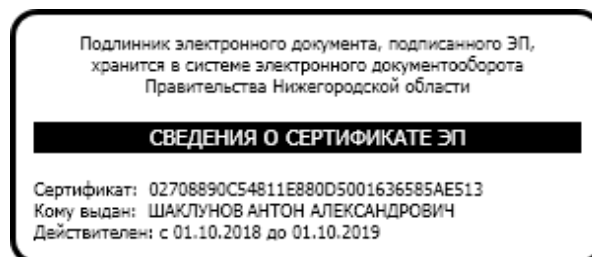 Подлинник электронного документа, подписанного ЭП,
хранится в системе электронного документооборота
Правительства Нижегородской области
СВЕДЕНИЯ О СЕРТИФИКАТЕ ЭП
Сертификат: 02708890C54811E880D5001636585AE513
Кому выдан: ШАКЛУНОВ АНТОН АЛЕКСАНДРОВИЧ
Действителен: с 01.10.2018 до 01.10.2019